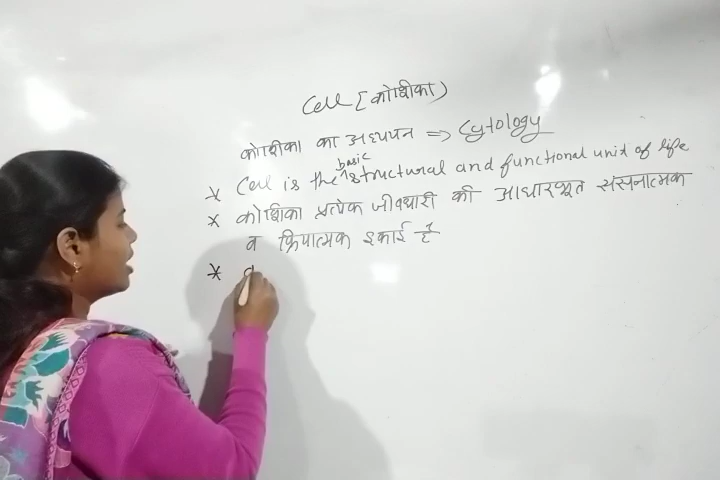 Cell [कोशिका)
कोशिका का अध्ययन => Cytology
* Cell is the basic structural and functional unit of life
* कोशिका प्रत्येक जीवधारी की आधारभूत संरचनात्मक
व क्रियात्मक इकाई है
*